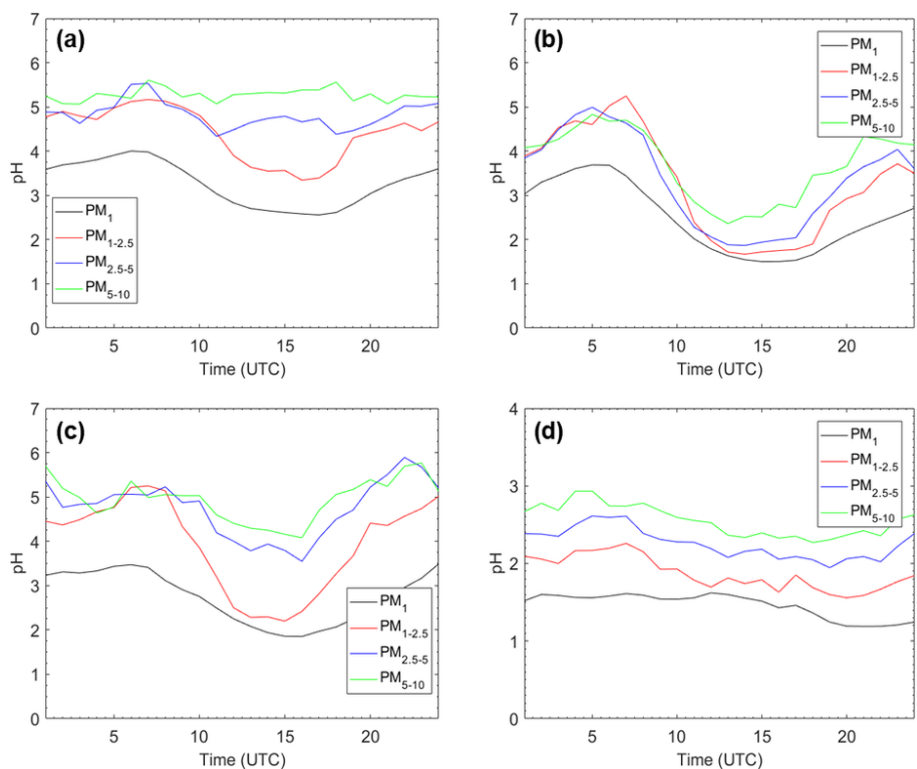 (a)
7
6
5
4
3
2
1
0
pH
5 10 15 20
Time (UTC)
PM1
PM1-2.5
PM2.5-5
PM5-10
(b)
7
6
5
4
3
2
1
0
pH
5 10 15 20
Time (UTC)
PM1
PM1-2.5
PM2.5-5
PM5-10
(c)
7
6
5
4
3
2
1
0
pH
5 10 15 20
Time (UTC)
PM1
PM1-2.5
PM2.5-5
PM5-10
(d)
4
3
2
1
0
pH
5 10 15 20
Time (UTC)
PM1
PM1-2.5
PM2.5-5
PM5-10